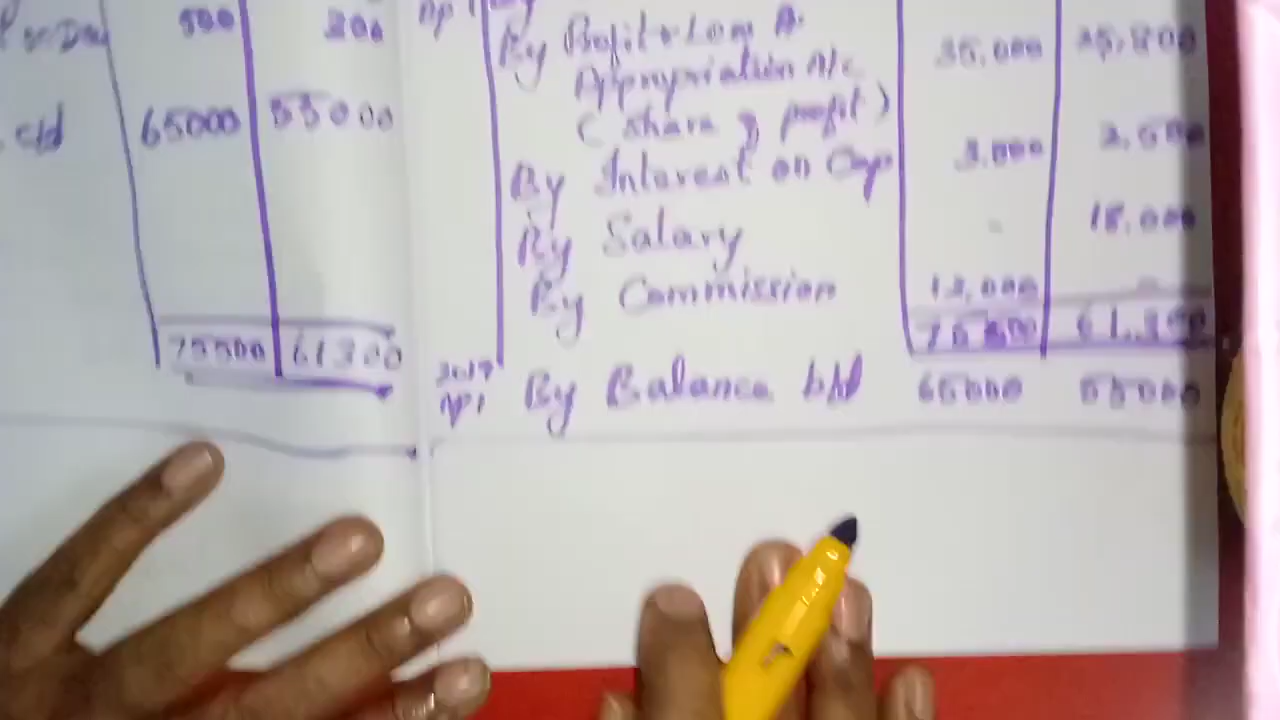 500 200
c/d 65000 55000
75500 61300
By Profit & Loss
Appropriation A/c 35,000
(Share of profit)
By Interest on Cap 3,000 2,500
By Salary - 18,000
By Commission 12,000 -
61,300
2017
Ap 1 By Balance b/d 65000 55000